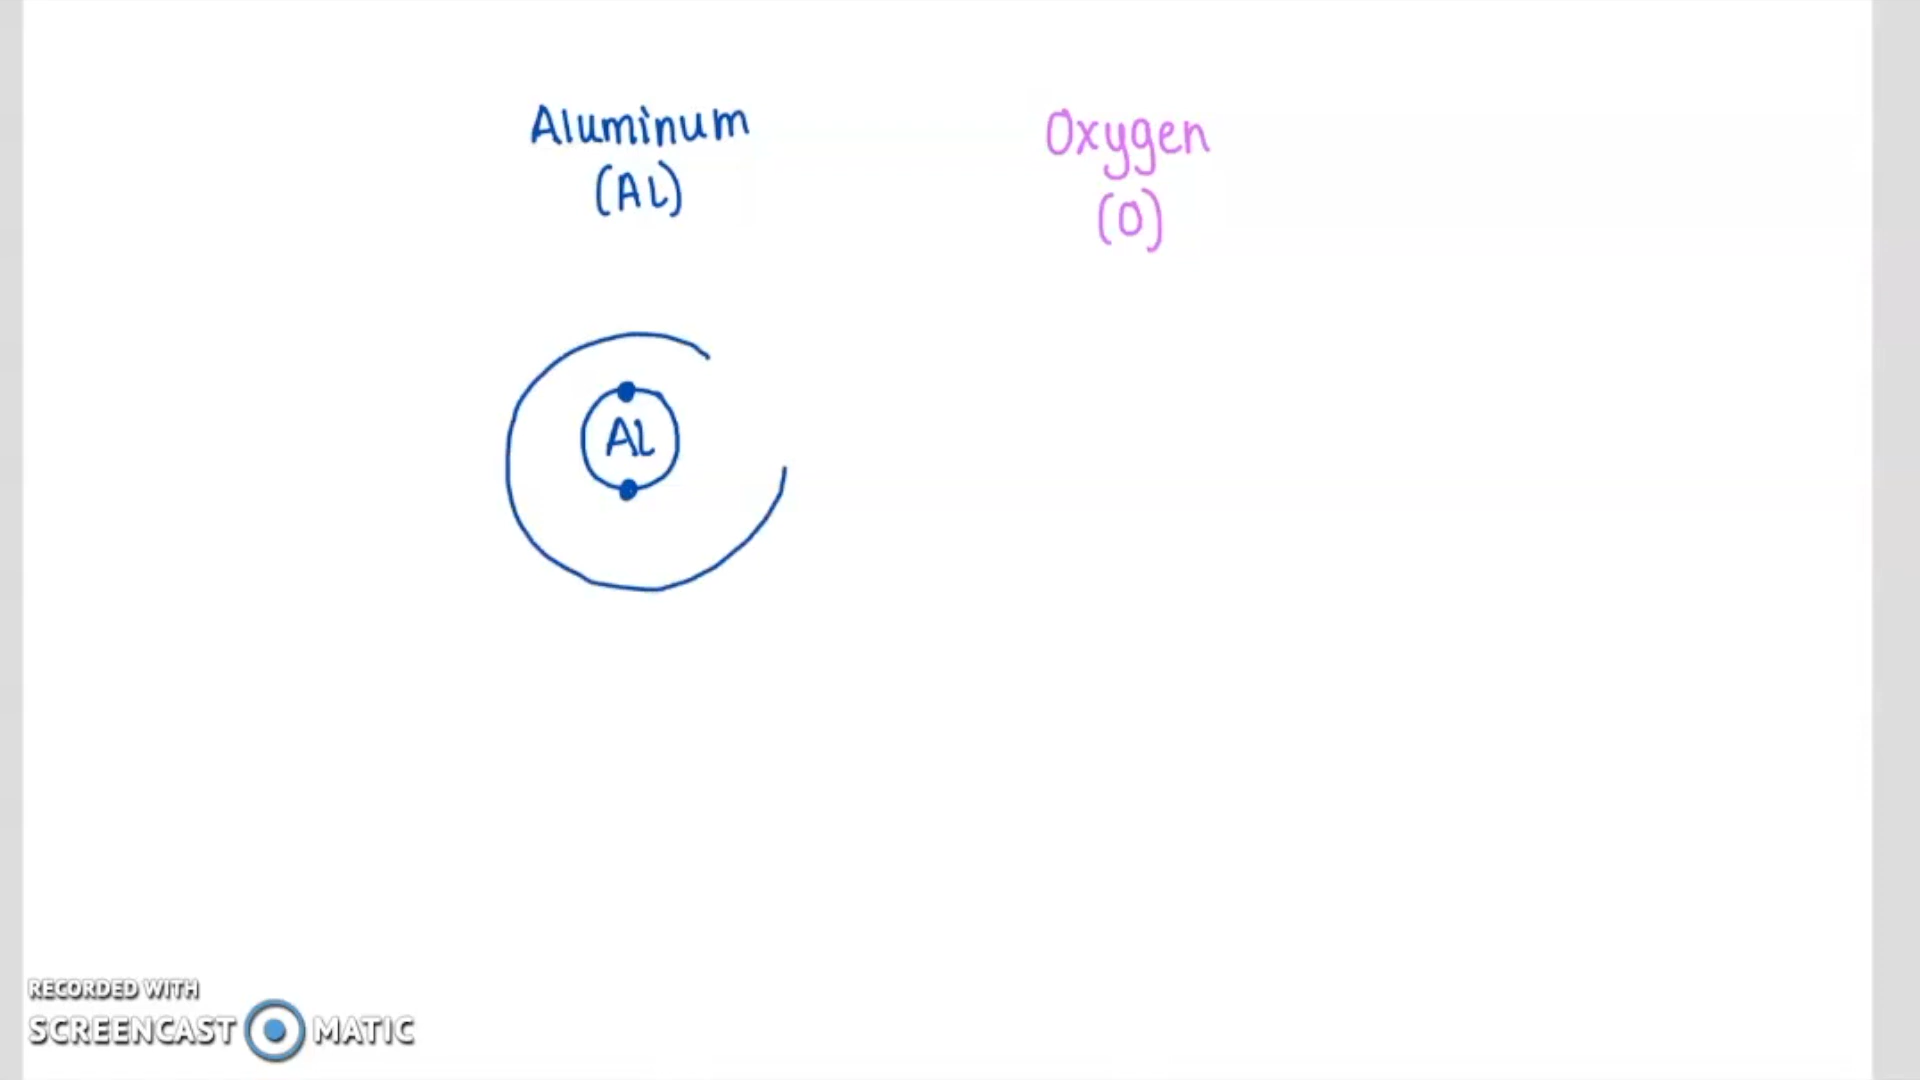 Aluminum
(AL)
Oxygen
(O)
AL
RECORDED WITH
SCREENCAST MATIC